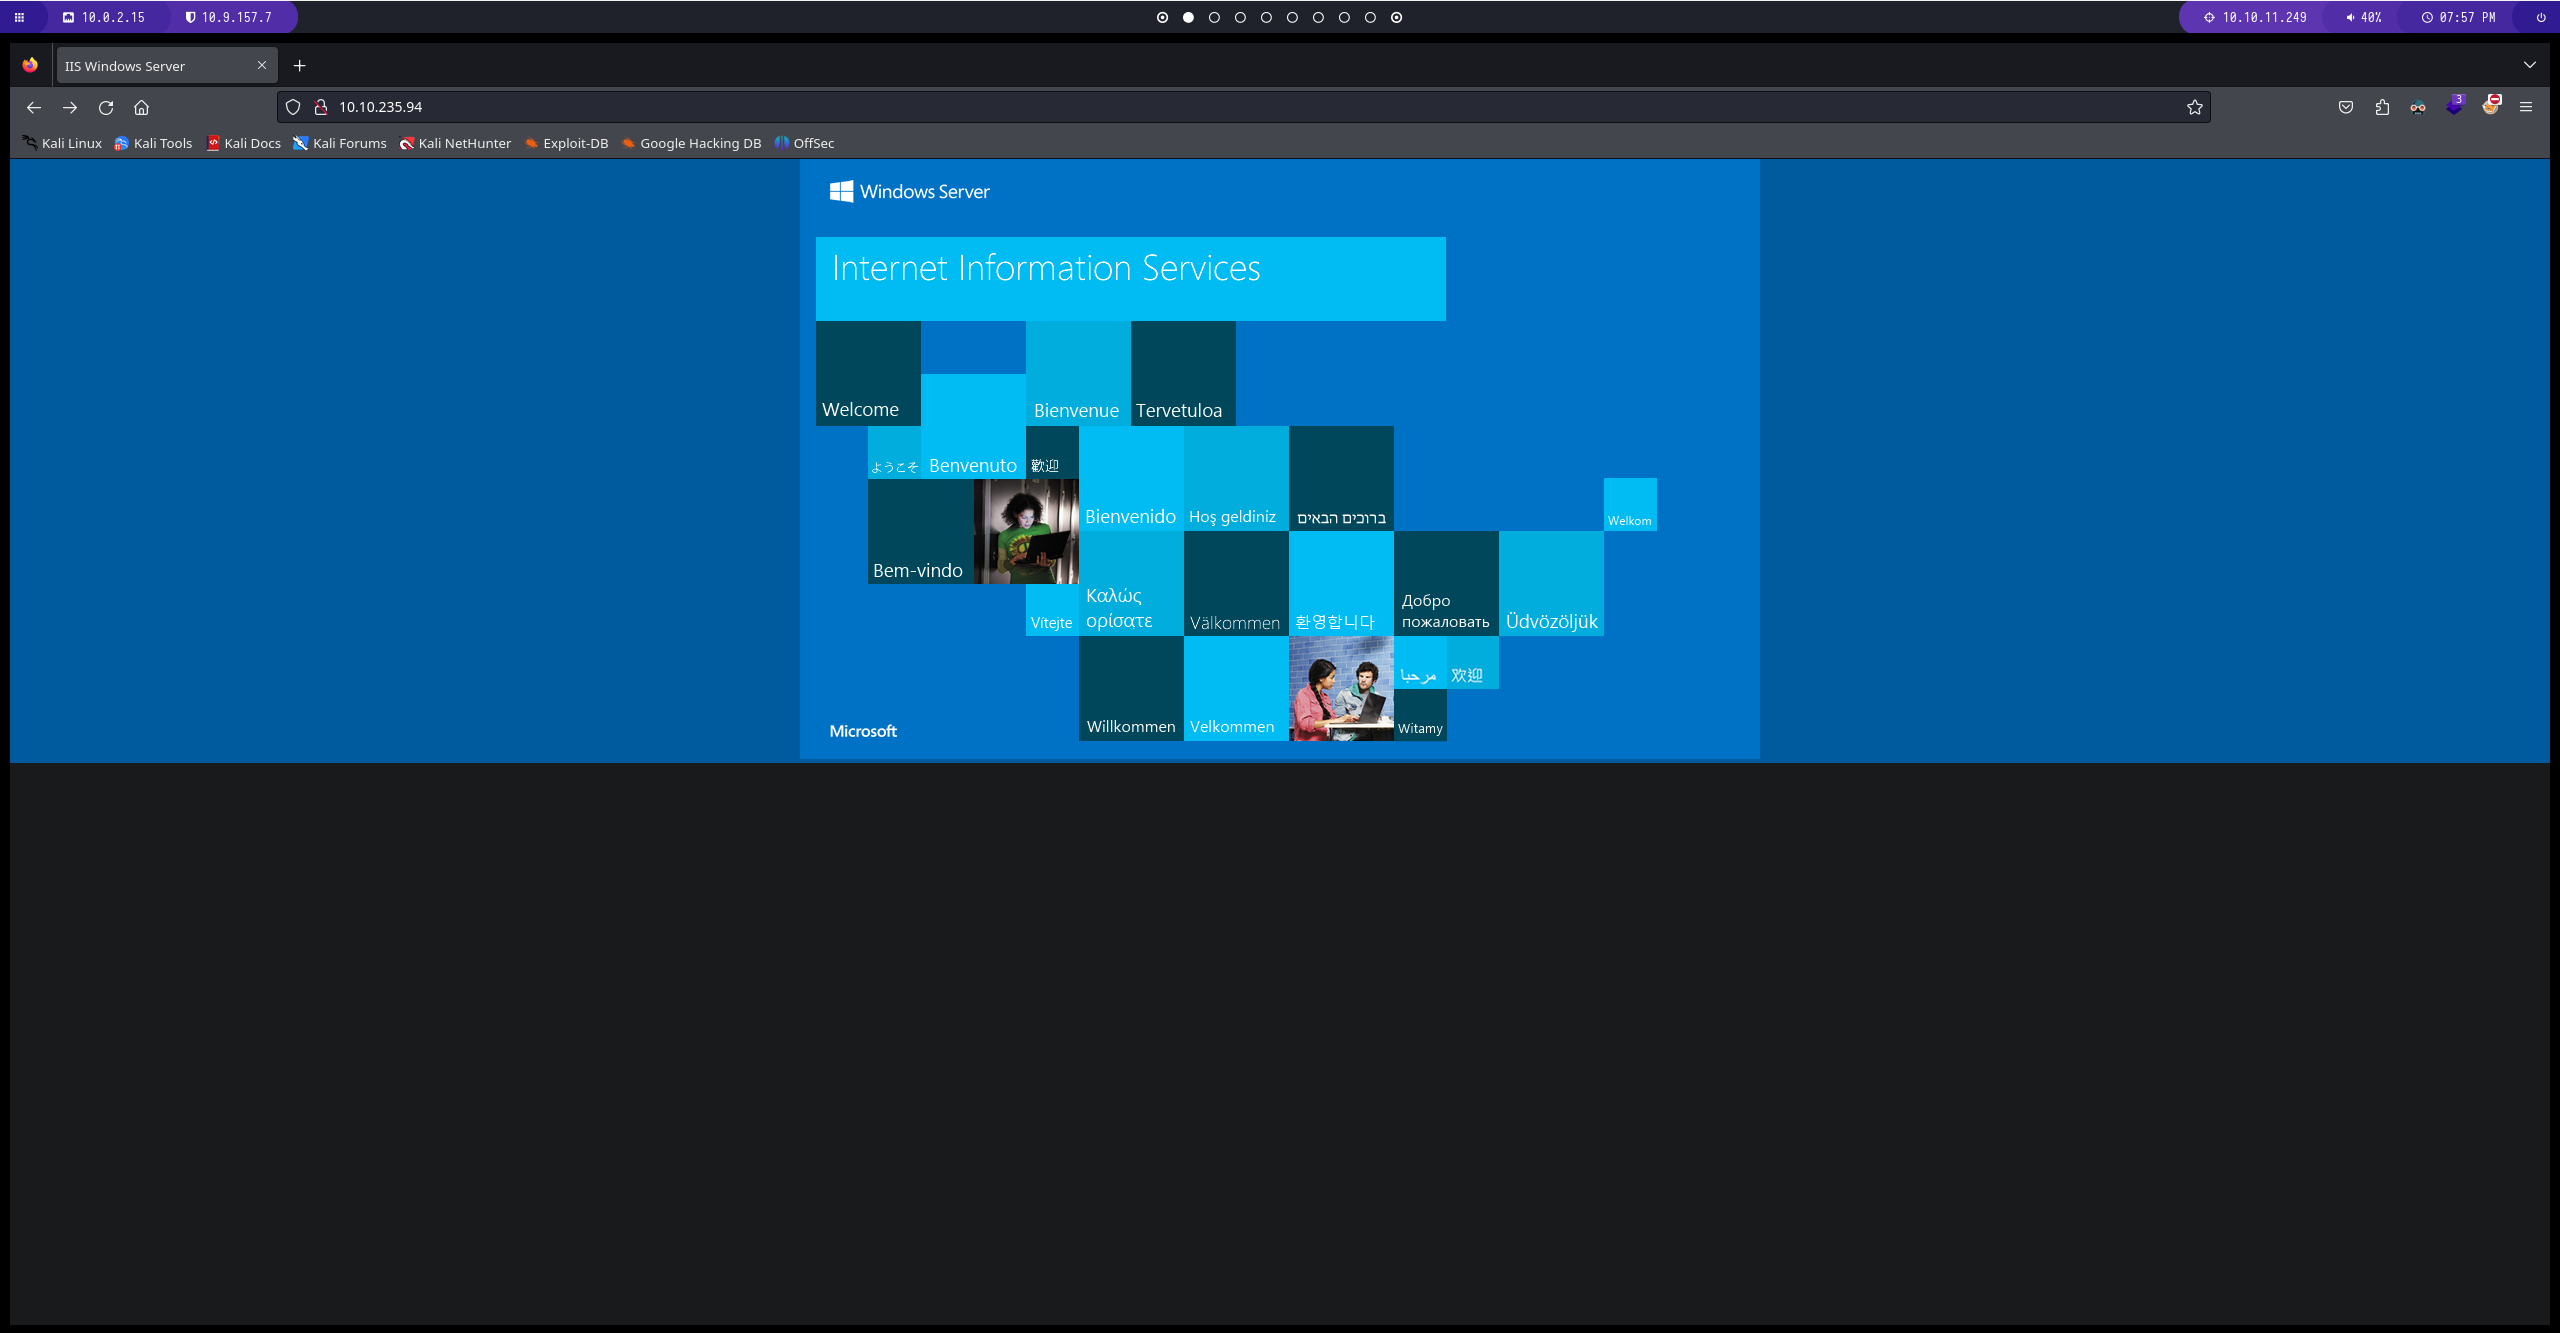 10.0.2.15 10.9.157.7 10.10.11.249 40% 07:57 PM
IIS Windows Server
10.10.235.94
3
Kali Linux Kali Tools Kali Docs Kali Forums Kali NetHunter Exploit-DB Google Hacking DB OffSec
Windows Server
Internet Information Services
Welcome
Bienvenue
Tervetuloa
ようこそ
Benvenuto
歡迎
Bienvenido
Hoş geldiniz
ברוכים הבאים
Welkom
Bem-vindo
Vítejte
Καλώς
ορίσατε
Välkommen
환영합니다
Добро
пожаловать
Üdvözöljük
مرحبا
欢迎
Willkommen
Velkommen
Witamy
Microsoft